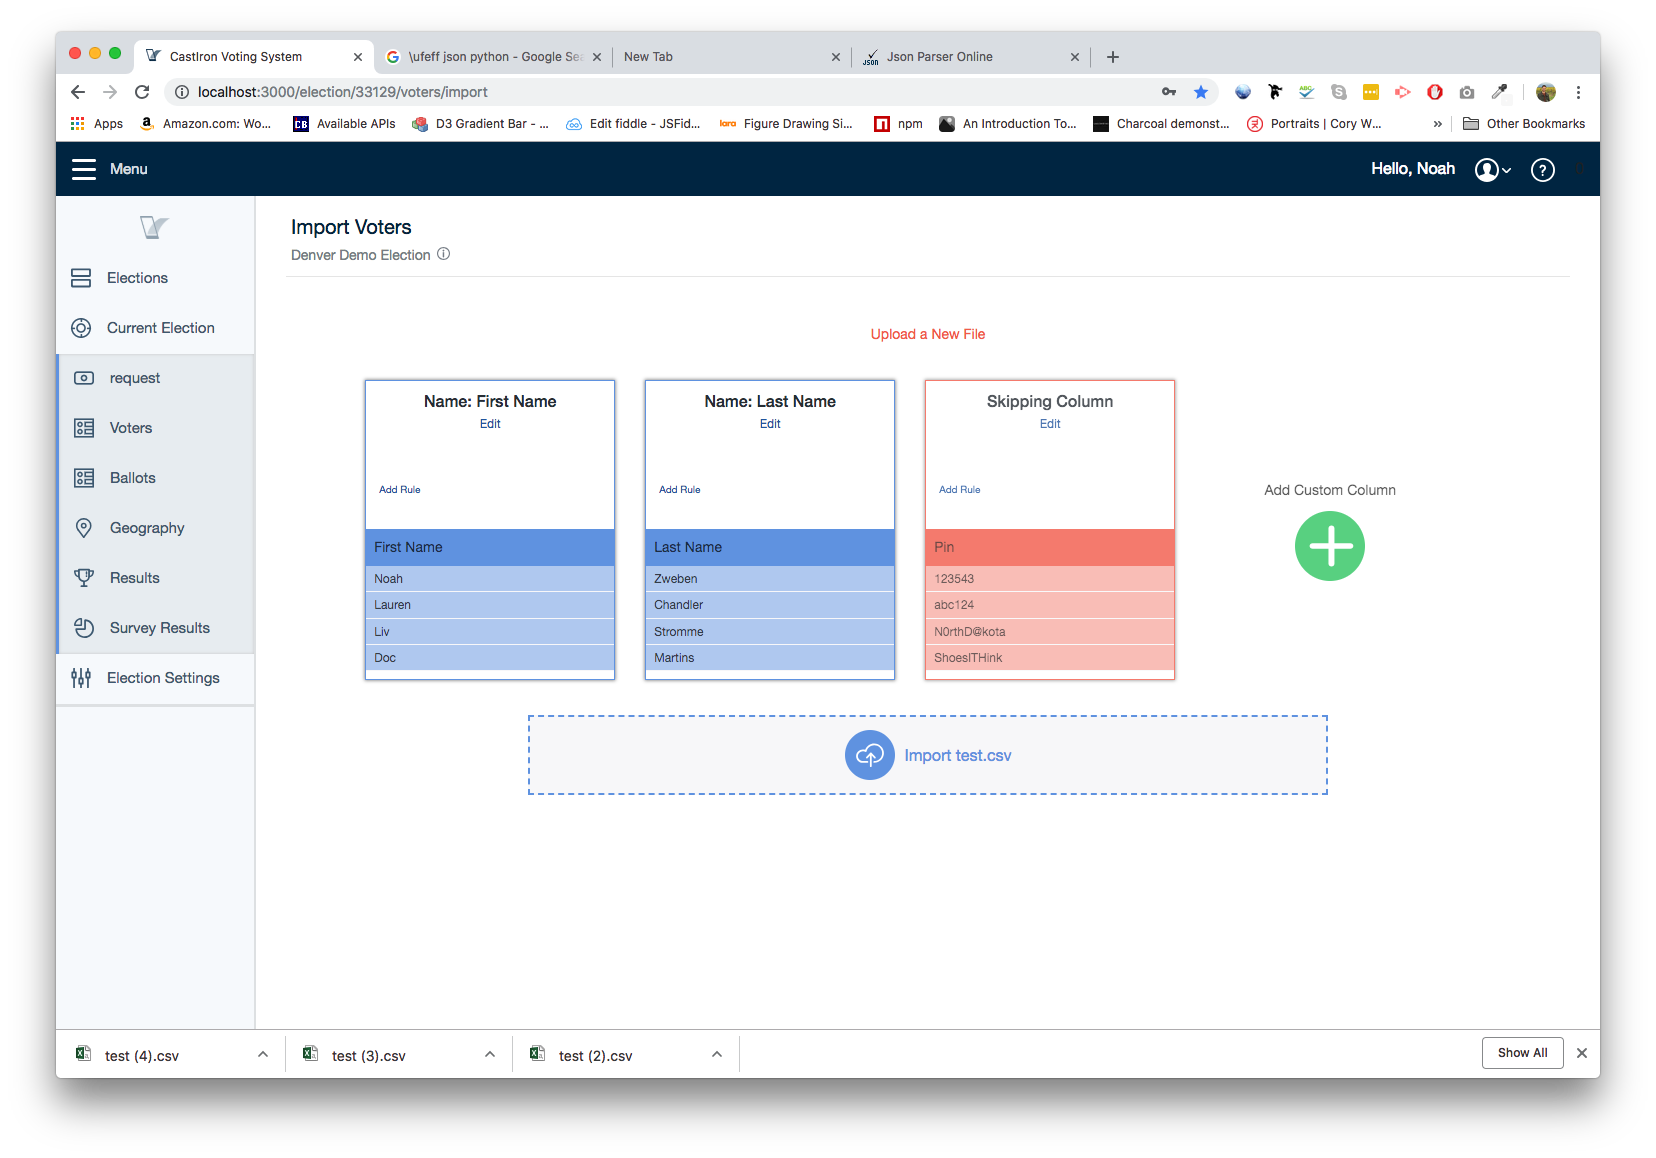 CastIron Voting System
\ufeff json python - Google Sea
New Tab
JSON
Json Parser Online
localhost:3000/election/33129/voters/import
ABC
Apps
a
Amazon.com: Wo...
CB
Available APIs
D3 Gradient Bar - ...
Edit fiddle - JSFid...
lara
Figure Drawing Si...
npm
An Introduction To...
Charcoal demonst...
Portraits | Cory W...
»
Other Bookmarks
Menu
Hello, Noah
?
Import Voters
Denver Demo Election
Elections
Current Election
request
Voters
Ballots
Geography
Results
Survey Results
Election Settings
Upload a New File
Name: First Name
Edit
Add Rule
First Name
Noah
Lauren
Liv
Doc
Name: Last Name
Edit
Add Rule
Last Name
Zweben
Chandler
Stromme
Martins
Skipping Column
Edit
Add Rule
Pin
123543
abc124
N0rthD@kota
ShoesITHink
Add Custom Column
Import test.csv
test (4).csv
test (3).csv
test (2).csv
Show All